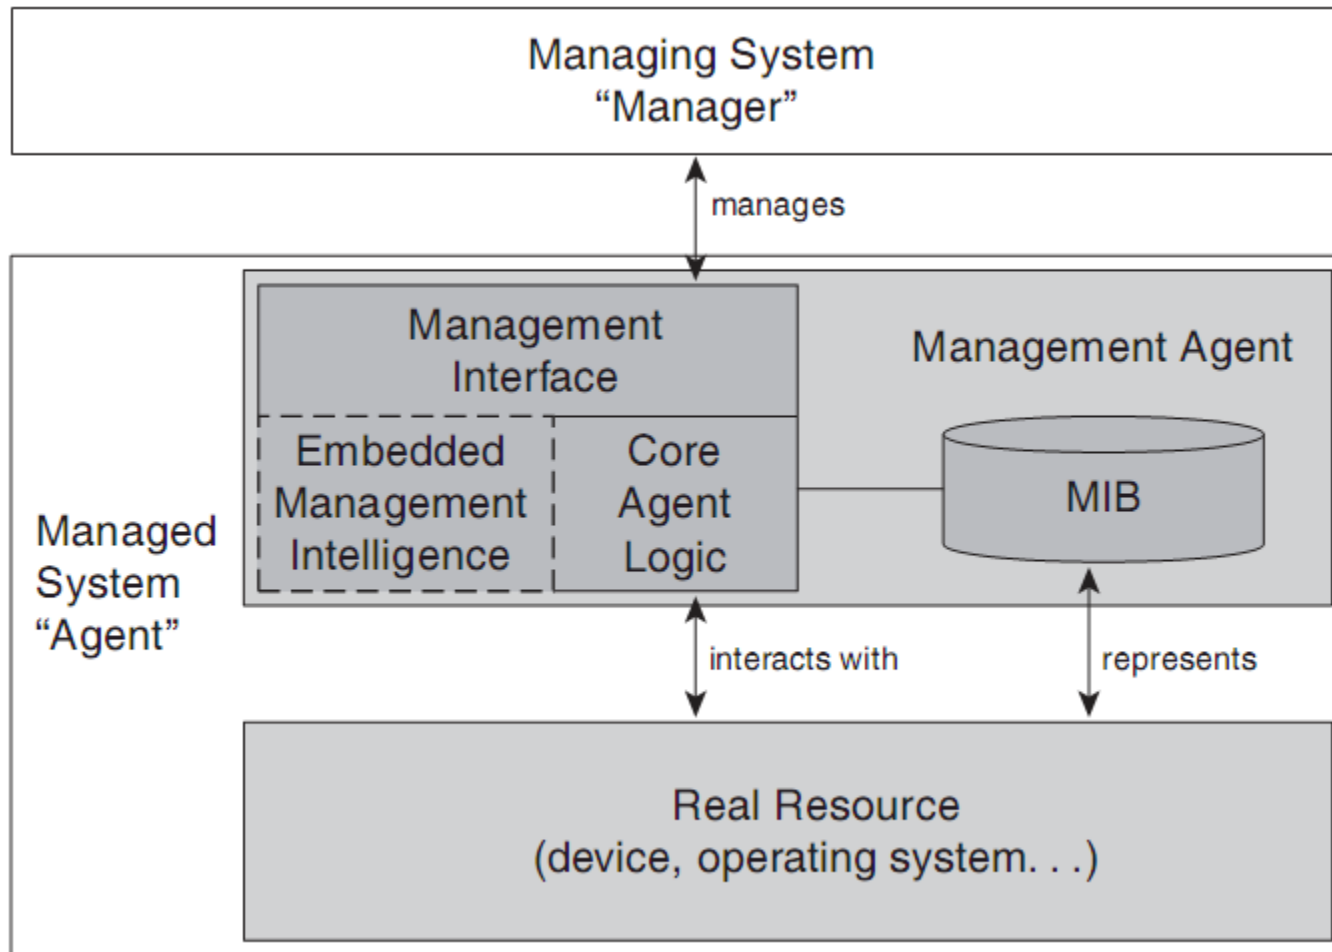 Managing System
“Manager”
manages
Management
Interface
Management Agent
Embedded
Management
Intelligence
Core
Agent
Logic
MIB
Managed
System
“Agent”
interacts with
represents
Real Resource
(device, operating system. . .)